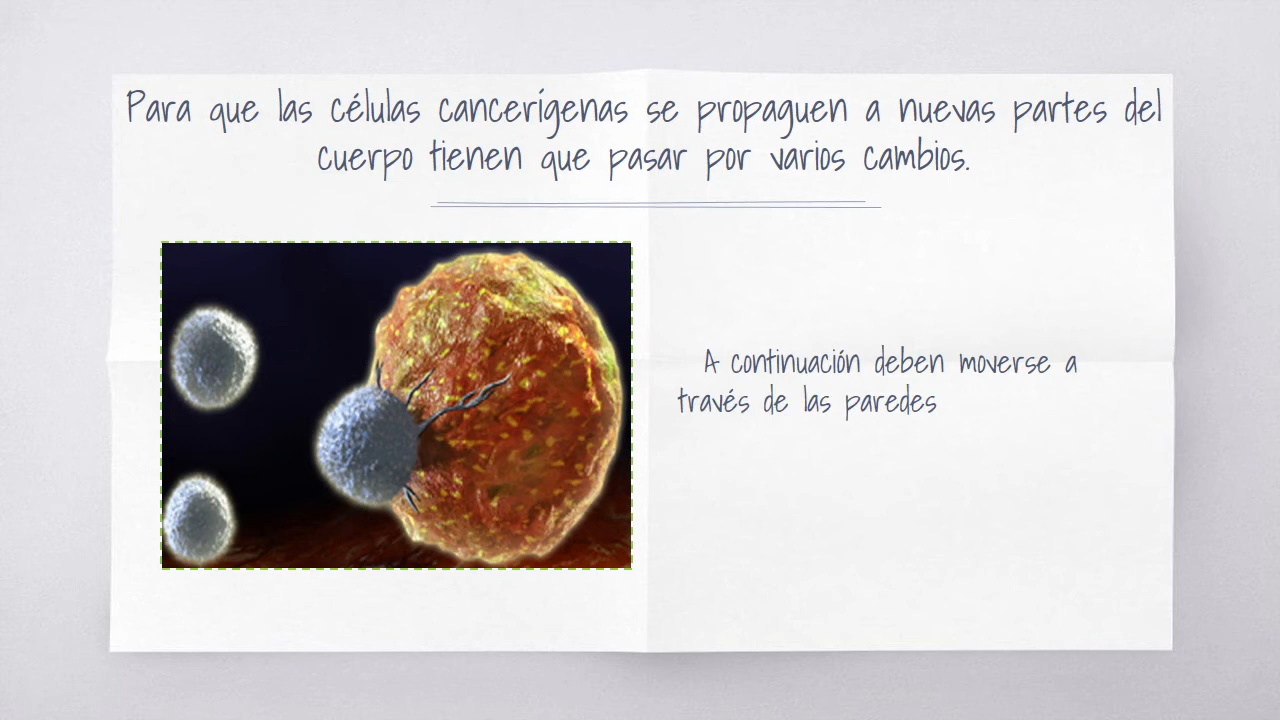 Para que las células cancerígenas se propaguen a nuevas partes del
cuerpo tienen que pasar por varios cambios.
A continuación deben moverse a
través de las paredes